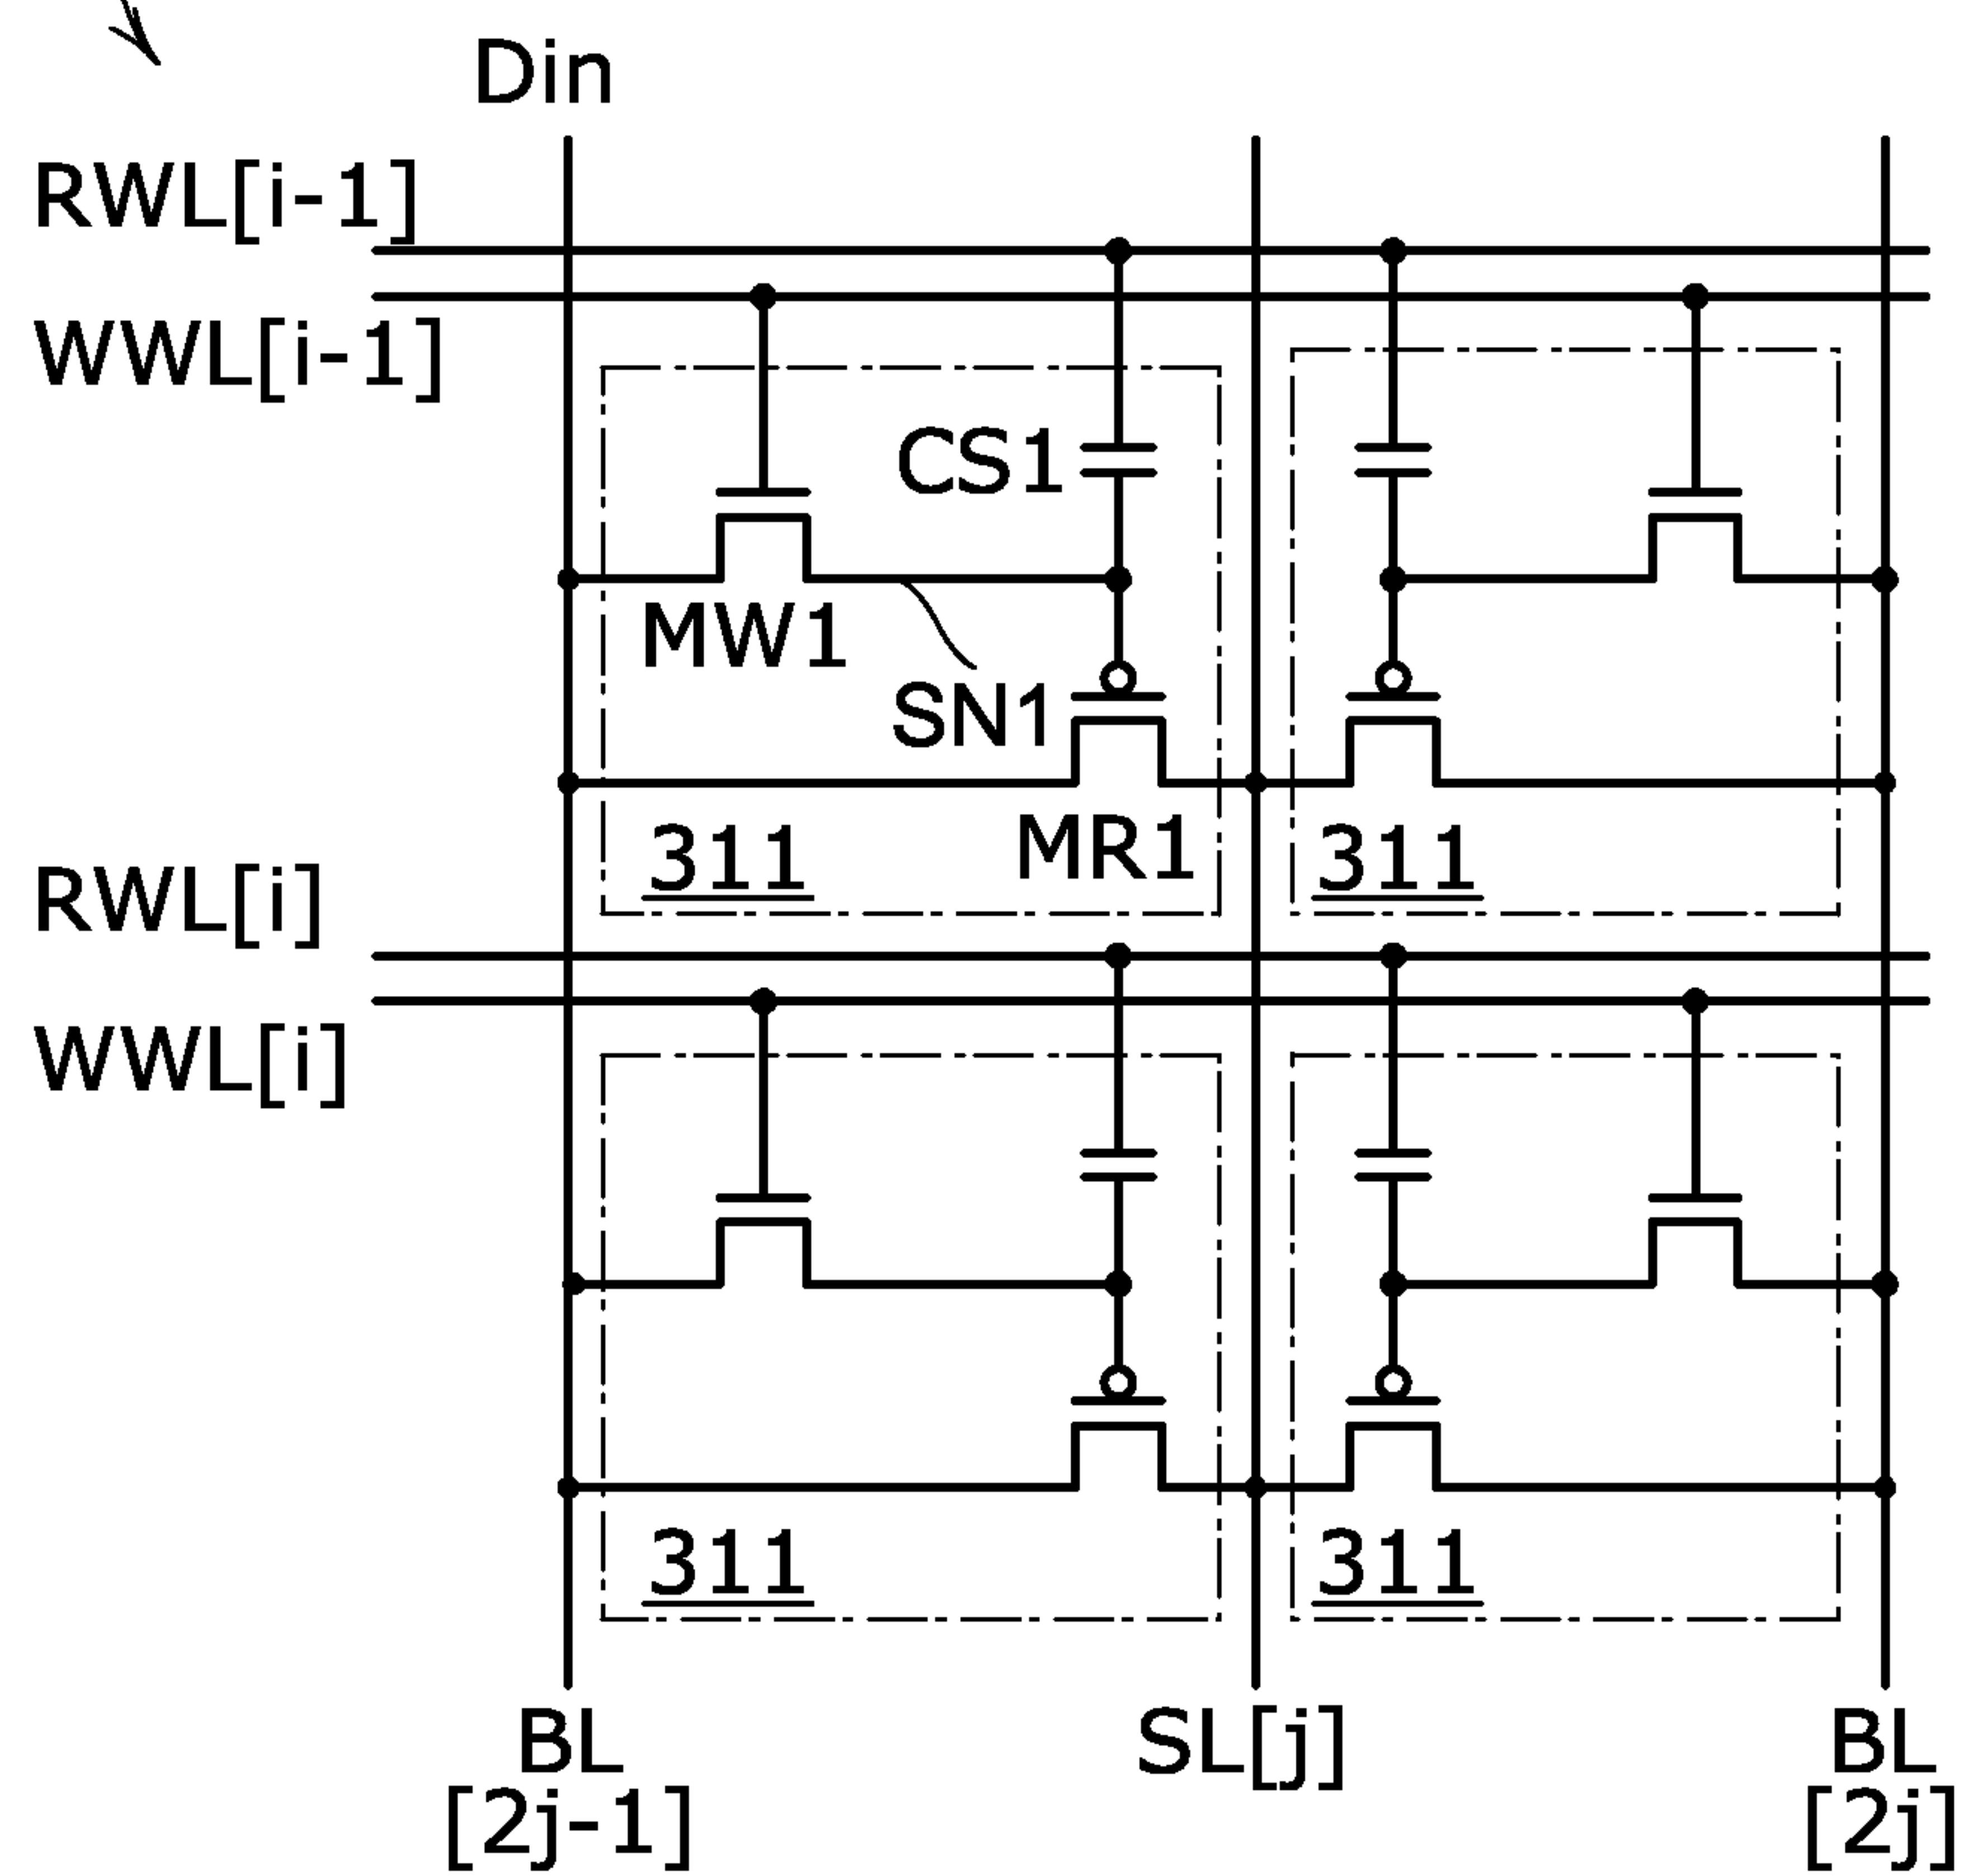 Din
RWL[i-1]
WWL[i-1]
CS1
MW1
SN1
MR1
311
311
RWL[i]
WWL[i]
311
311
BL
[2j-1]
SL[j]
BL
[2j]